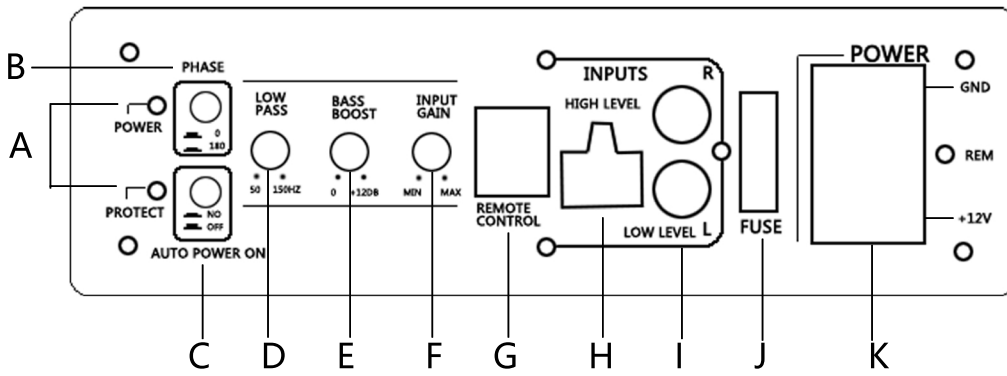 B
PHASE
POWER
GND
REM
+12V
A
POWER
0
180
LOW
PASS
50 150HZ
BASS
BOOST
0 +12DB
INPUT
GAIN
MIN MAX
REMOTE
CONTROL
INPUTS
R
HIGH LEVEL
LOW LEVEL L
FUSE
PROTECT
NO
OFF
AUTO POWER ON
C D E F G H I J K